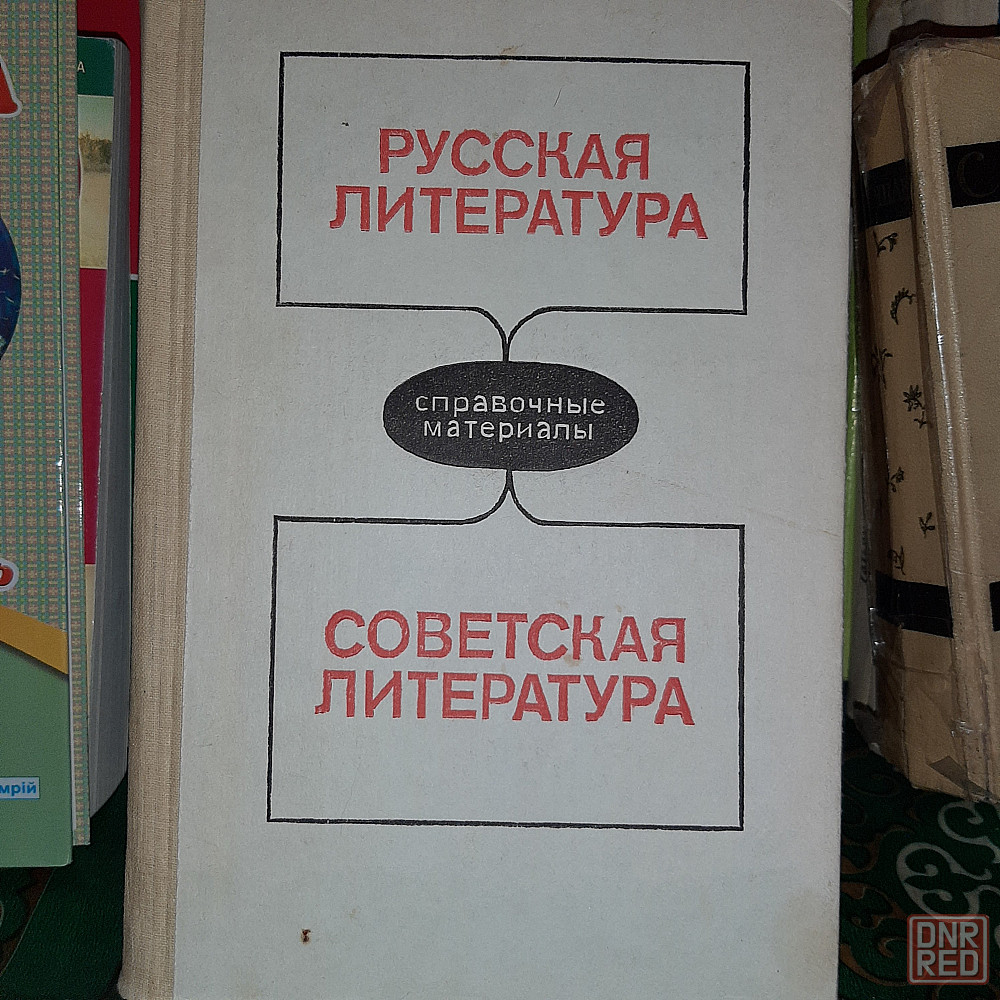 РУССКАЯ
ЛИТЕРАТУРА
справочные
материалы
СОВЕТСКАЯ
ЛИТЕРАТУРА
мрій
DNR
RED